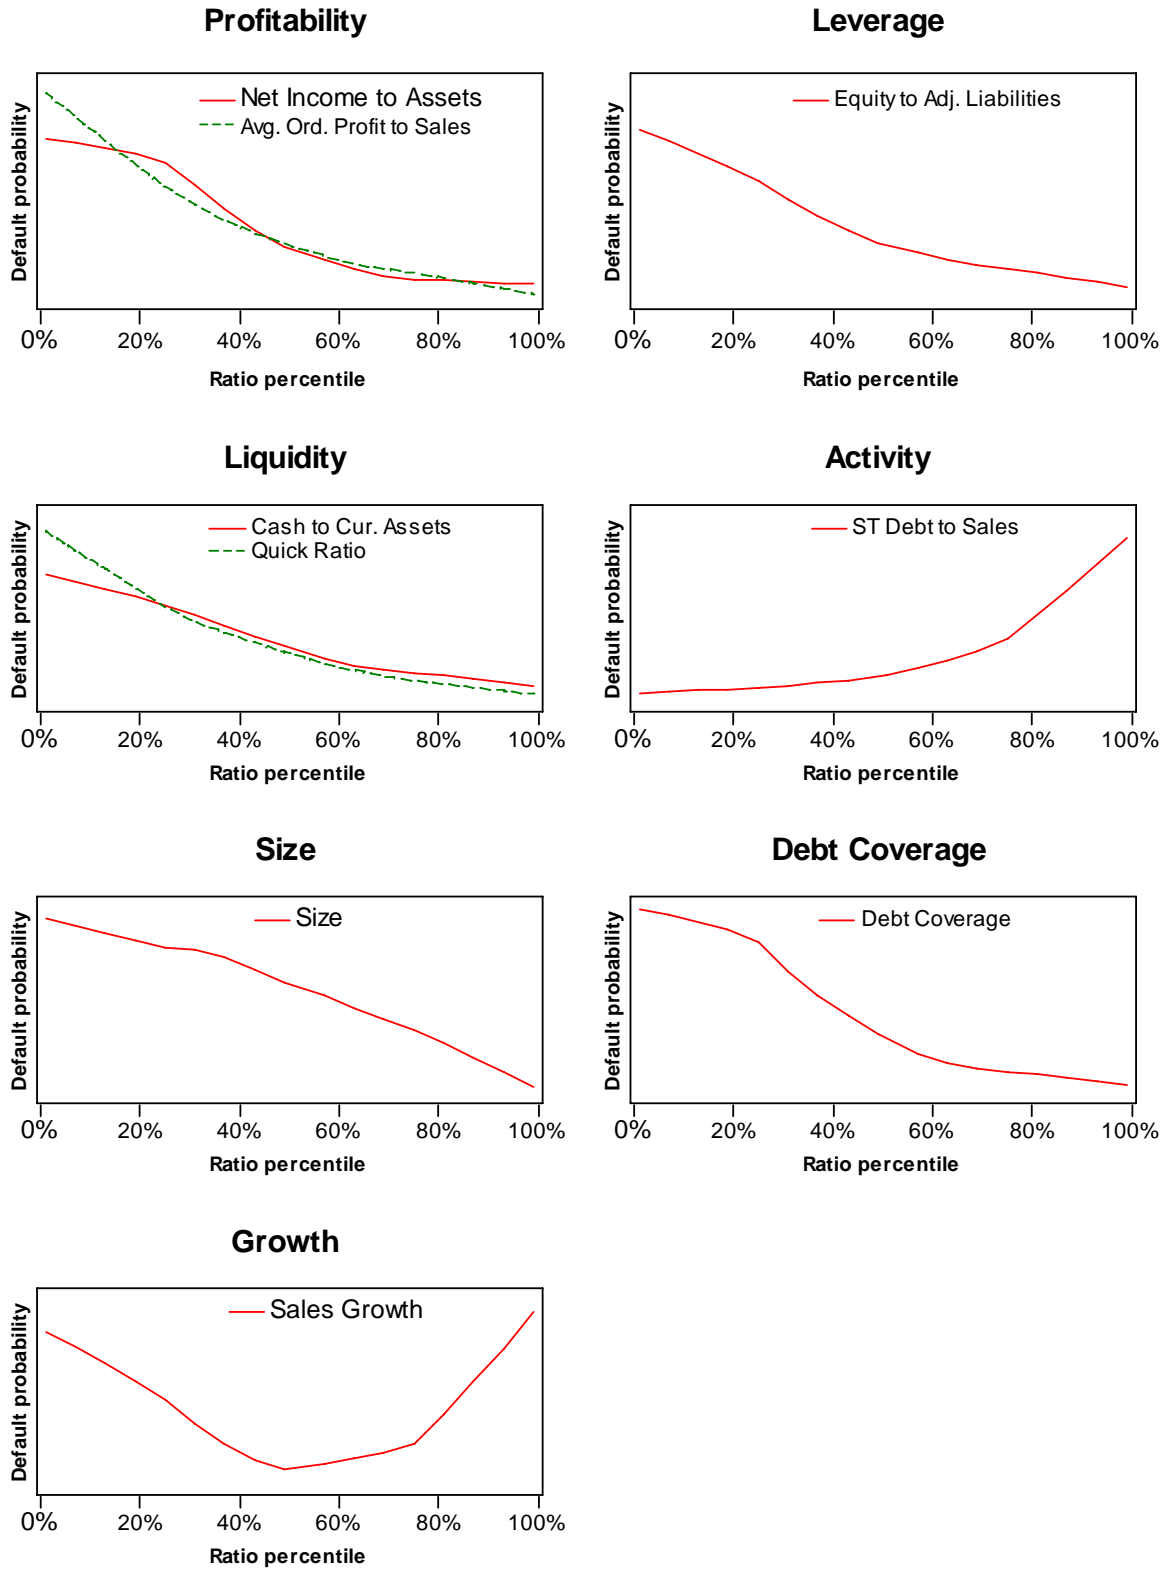 Profitability
Default probability
Net Income to Assets
Avg. Ord. Profit to Sales
0% 20% 40% 60% 80% 100%
Ratio percentile
Leverage
Default probability
Equity to Adj. Liabilities
0% 20% 40% 60% 80% 100%
Ratio percentile
Liquidity
Default probability
Cash to Cur. Assets
Quick Ratio
0% 20% 40% 60% 80% 100%
Ratio percentile
Activity
Default probability
ST Debt to Sales
0% 20% 40% 60% 80% 100%
Ratio percentile
Size
Default probability
Size
0% 20% 40% 60% 80% 100%
Ratio percentile
Debt Coverage
Default probability
Debt Coverage
0% 20% 40% 60% 80% 100%
Ratio percentile
Growth
Default probability
Sales Growth
0% 20% 40% 60% 80% 100%
Ratio percentile